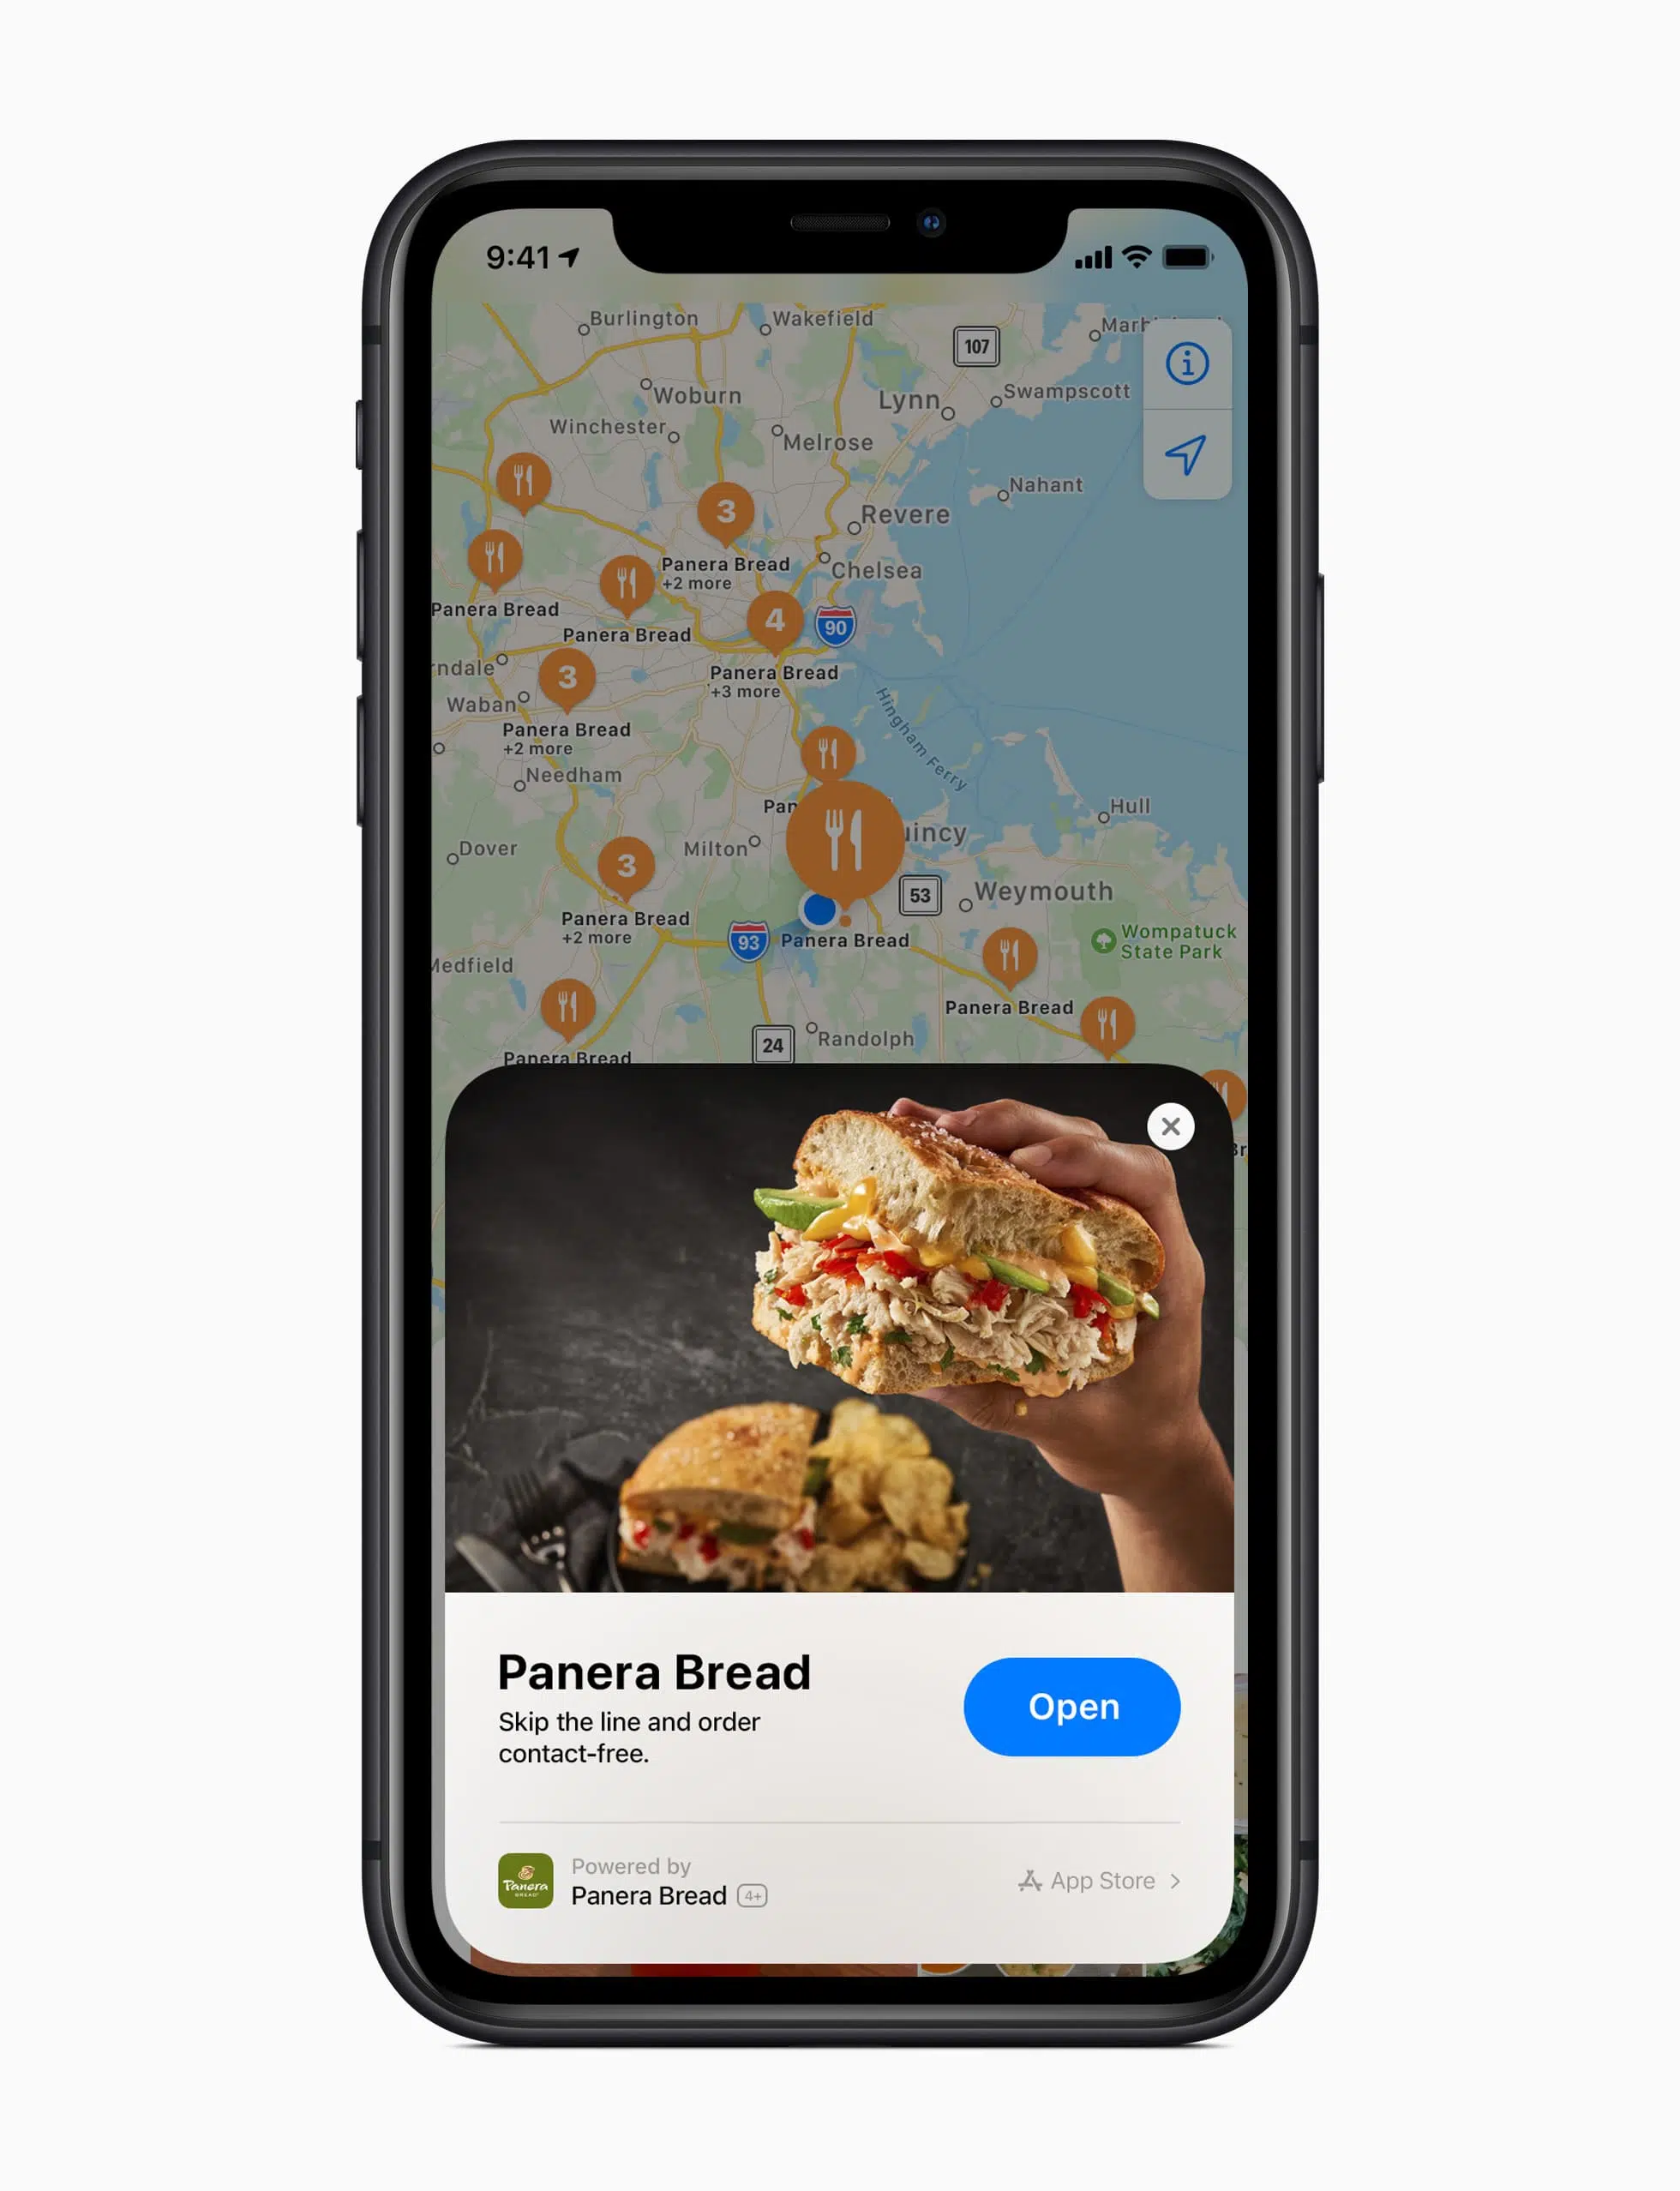 9:41
Burlington
Wakefield
107
Woburn
Lynn
Swampscott
Winchester
Melrose
Nahant
3
Revere
Panera Bread
+2 more
Chelsea
Panera Bread
Panera Bread
4
90
3
Waban
Panera Bread
+3 more
Panera Bread
+2 more
Hingham Ferry
Needham
Hull
Dover
Milton
3
53
Weymouth
Panera Bread
+2 more
93
Panera Bread
Wompatuck
State Park
Medfield
Panera Bread
24
Randolph
Panera Bread
Panera Bread
Skip the line and order
contact-free.
Open
Panera
BREAD
Powered by
Panera Bread 4+
App Store